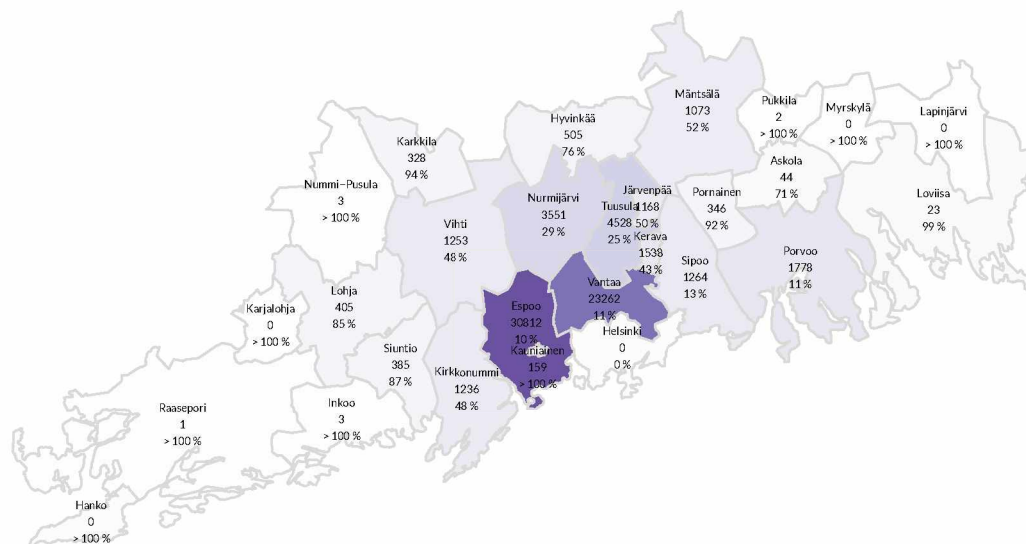 Mäntsälä
1073
52 %
Pukkila
2
> 100 %
Myrskylä
0
> 100 %
Lapinjärvi
0
> 100 %
Hyvinkää
505
76 %
Karkkila
328
94 %
Nummi-Pusula
3
> 100 %
Askola
44
71 %
Loviisa
23
99 %
Nurmijärvi
3551
29 %
Järvenpää
1168
50 %
Tuusula
4528
25 %
Pornainen
346
92 %
Vihti
1253
48 %
Kerava
1538
43 %
Sipoo
1264
13 %
Porvoo
1778
11 %
Lohja
405
85 %
Karjalohja
0
> 100 %
Vantaa
23262
11 %
Espoo
30812
10 %
Helsinki
0
0 %
Kauniainen
159
> 100 %
Siuntio
385
87 %
Kirkkonummi
1236
48 %
Inkoo
3
> 100 %
Raasepori
1
> 100 %
Hanko
0
> 100 %